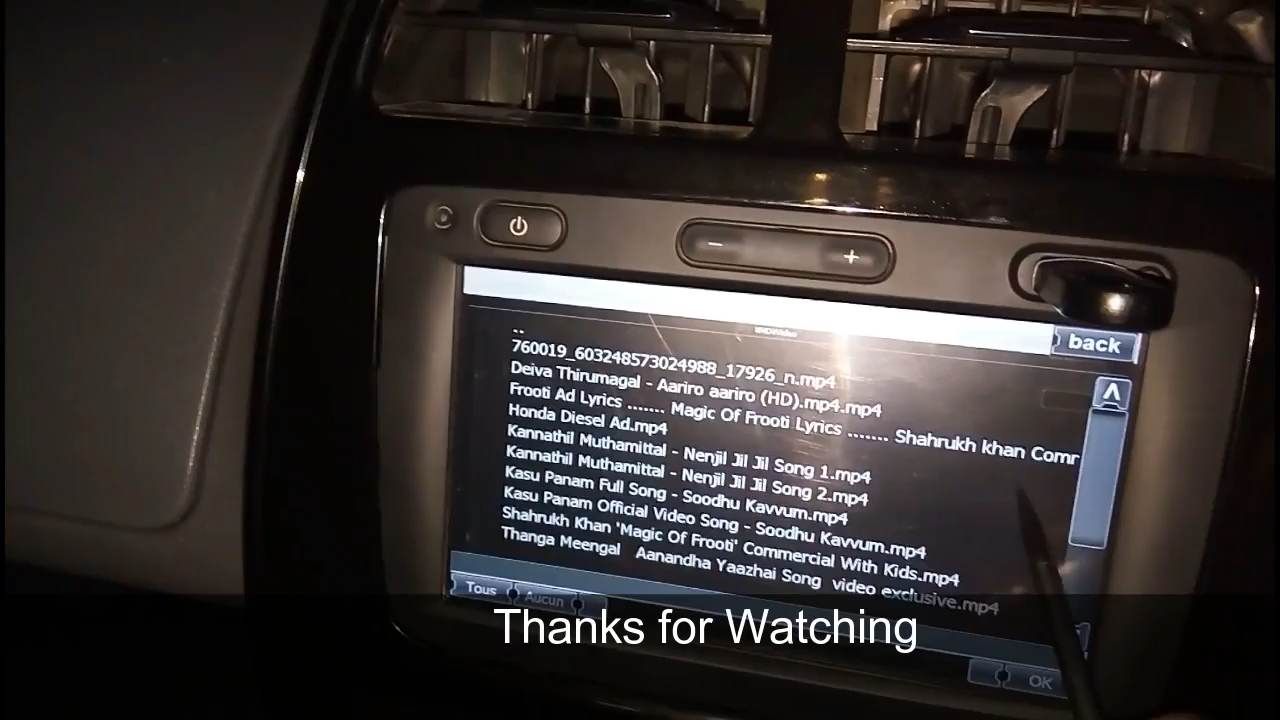 back
..
760019_603248573024988_17926_n.mp4
Deiva Thirumagal - Aariro aariro (HD).mp4.mp4
Frooti Ad Lyrics ....... Magic Of Frooti Lyrics ....... Shahrukh khan Comr
Honda Diesel Ad.mp4
Kannathil Muthamittal - Nenjil Jil Jil Song 1.mp4
Kannathil Muthamittal - Nenjil Jil Jil Song 2.mp4
Kasu Panam Full Song - Soodhu Kavvum.mp4
Kasu Panam Official Video Song - Soodhu Kavvum.mp4
Shahrukh Khan 'Magic Of Frooti' Commercial With Kids.mp4
Thanga Meengal Aanandha Yaazhai Song video exclusive.mp4
Tous Aucun
Thanks for Watching
OK